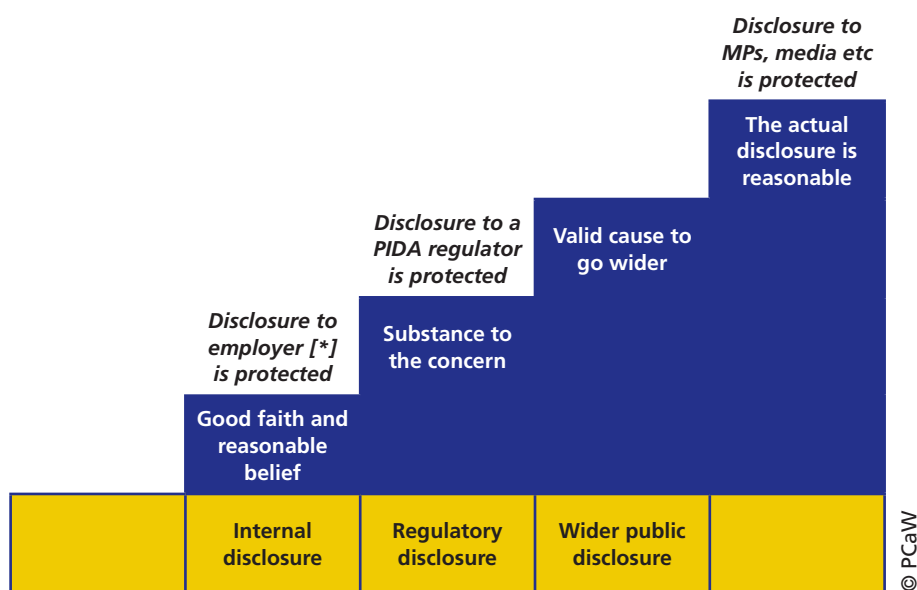 Disclosure to
MPs, media etc
is protected
The actual
disclosure is
reasonable
Disclosure to a
PIDA regulator
is protected
Valid cause to
go wider
Disclosure to
employer [*]
is protected
Substance to
the concern
Good faith and
reasonable
belief
Internal
disclosure
Regulatory
disclosure
Wider public
disclosure
© PCaW